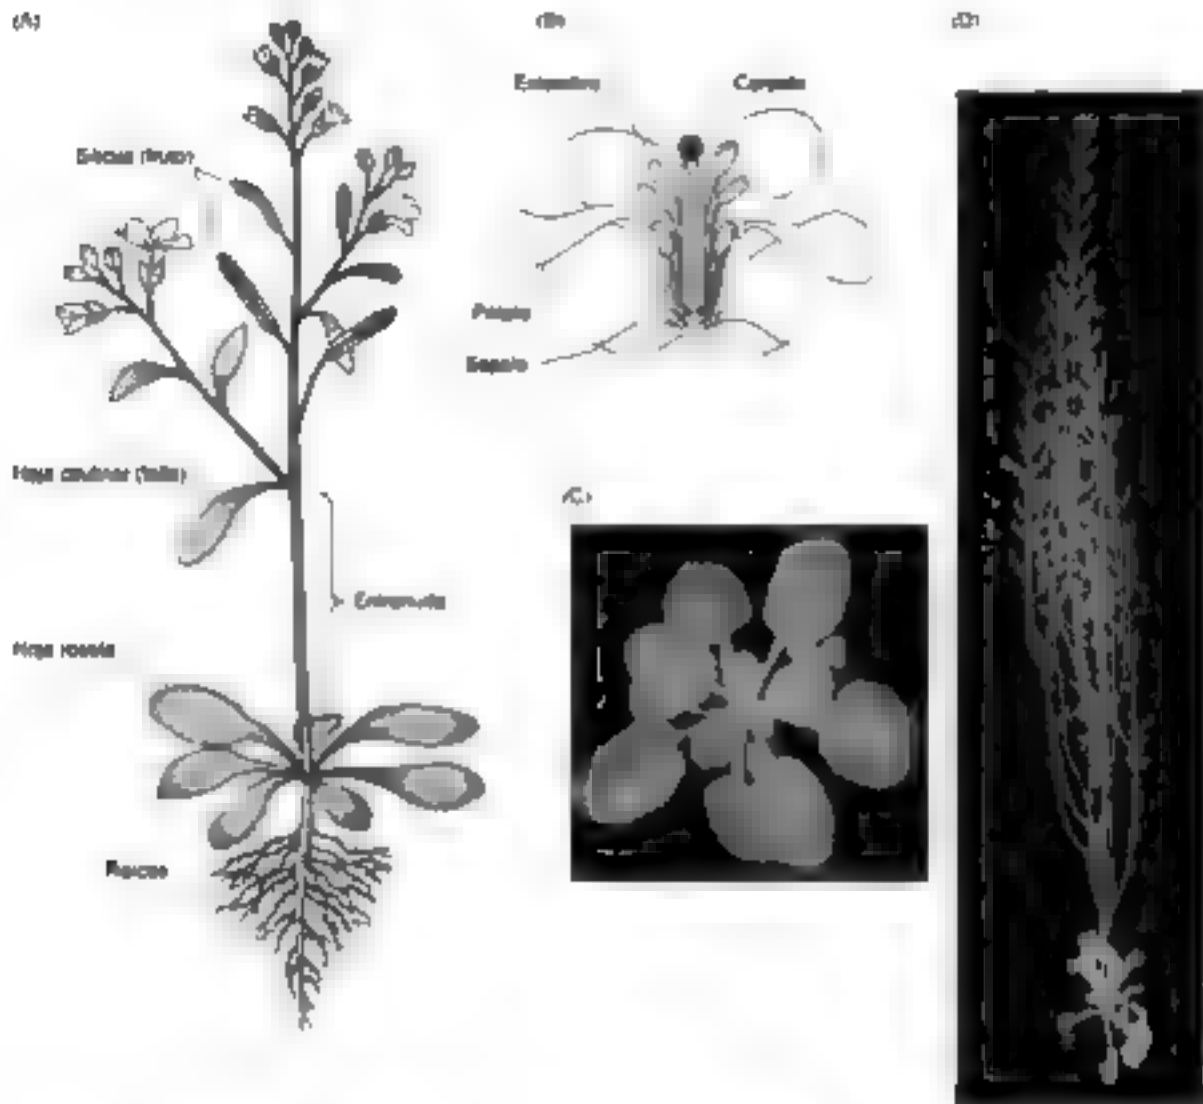 (A)
Silicua (fruto)
Hoja caulinar (tallo)
Entrenudo
Hoja roseta
Raíces
(B)
Estambre
Carpelo
Pétalo
Sépalo
(C)
(D)